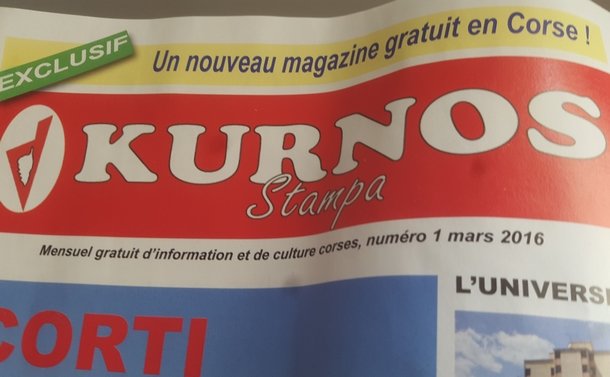 EXCLUSIF
Un nouveau magazine gratuit en Corse !
KURNOS
Stampa
Mensuel gratuit d'information et de culture corses, numéro 1 mars 2016
CORTI
L'UNIVERSI